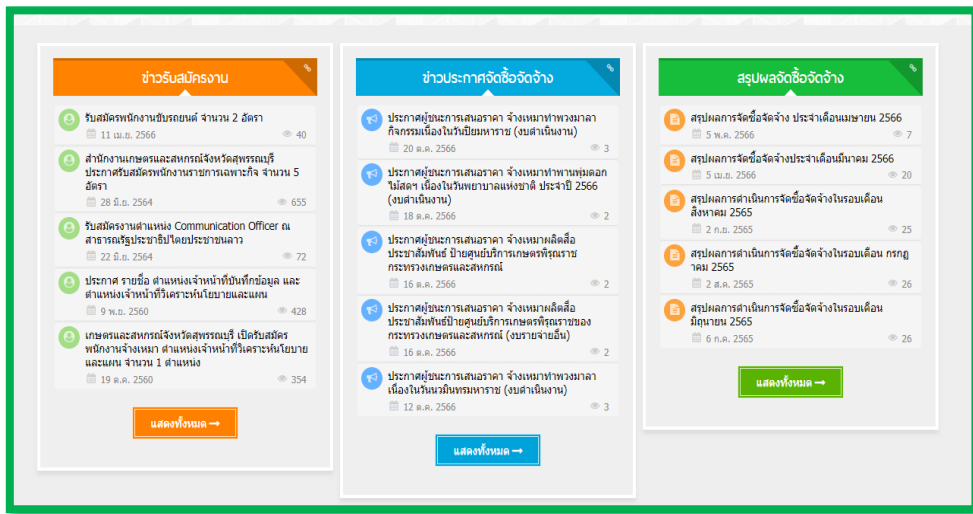 ข่าวรับสมัครงาน
รับสมัครพนักงานขับรถยนต์ จำนวน 2 อัตรา
11 เม.ย. 2566 40
สำนักงานเกษตรและสหกรณ์จังหวัดสุพรรณบุรี
ประกาศรับสมัครพนักงานราชการเฉพาะกิจ จำนวน 5
อัตรา
28 มิ.ย. 2564 655
รับสมัครงานตำแหน่ง Communication Officer ณ
สาธารณรัฐประชาธิปไตยประชาชนลาว
22 มิ.ย. 2564 72
ประกาศ รายชื่อ ตำแหน่งเจ้าหน้าที่บันทึกข้อมูล และ
ตำแหน่งเจ้าหน้าที่วิเคราะห์นโยบายและแผน
9 พ.ย. 2560 428
เกษตรและสหกรณ์จังหวัดสุพรรณบุรี เปิดรับสมัคร
พนักงานจ้างเหมา ตำแหน่งเจ้าหน้าที่วิเคราะห์นโยบาย
และแผน จำนวน 1 ตำแหน่ง
19 ต.ค. 2560 354
แสดงทั้งหมด →
ข่าวประกาศจัดซื้อจัดจ้าง
ประกาศผู้ชนะการเสนอราคา จ้างเหมาทำพวงมาลา
กิจกรรมเนื่องในวันปิยมหาราช (งบดำเนินงาน)
20 ต.ค. 2566 3
ประกาศผู้ชนะการเสนอราคา จ้างเหมาทำพานพุ่มดอก
ไม้สดฯ เนื่องในวันพยาบาลแห่งชาติ ประจำปี 2566
(งบดำเนินงาน)
18 ต.ค. 2566 2
ประกาศผู้ชนะการเสนอราคา จ้างเหมาผลิตสื่อ
ประชาสัมพันธ์ ป้ายศูนย์บริการเกษตรพิรุณราช
กระทรวงเกษตรและสหกรณ์
16 ต.ค. 2566 2
ประกาศผู้ชนะการเสนอราคา จ้างเหมาผลิตสื่อ
ประชาสัมพันธ์ป้ายศูนย์บริการเกษตรพิรุณราชของ
กระทรวงเกษตรและสหกรณ์ (งบรายจ่ายอื่น)
16 ต.ค. 2566 2
ประกาศผู้ชนะการเสนอราคา จ้างเหมาทำพวงมาลา
เนื่องในวันนวมินทรมหาราช (งบดำเนินงาน)
12 ต.ค. 2566 3
แสดงทั้งหมด →
สรุปผลจัดซื้อจัดจ้าง
สรุปผลการจัดซื้อจัดจ้าง ประจำเดือนเมษายน 2566
5 พ.ค. 2566 7
สรุปผลการจัดซื้อจัดจ้างประจำเดือนมีนาคม 2566
5 เม.ย. 2566 20
สรุปผลการดำเนินการจัดซื้อจัดจ้างในรอบเดือน
สิงหาคม 2565
2 ก.ย. 2565 25
สรุปผลการดำเนินการจัดซื้อจัดจ้างในรอบเดือน กรกฎ
าคม 2565
2 ส.ค. 2565 26
สรุปผลการดำเนินการจัดซื้อจัดจ้างในรอบเดือน
มิถุนายน 2565
6 ก.ค. 2565 26
แสดงทั้งหมด →